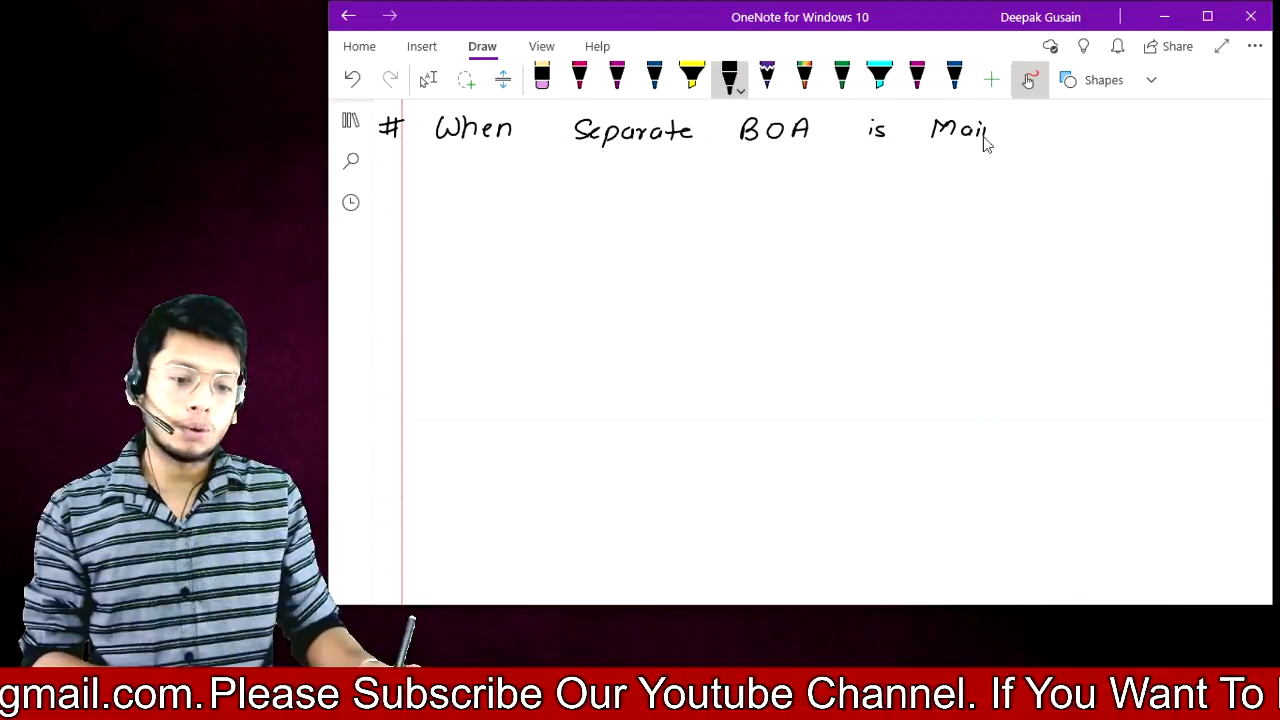 OneNote for Windows 10
Deepak Gusain
Home Insert Draw View Help
Share
Shapes
# When Separate BOA is Mai
gmail.com. Please Subscribe Our Youtube Channel. If You Want To